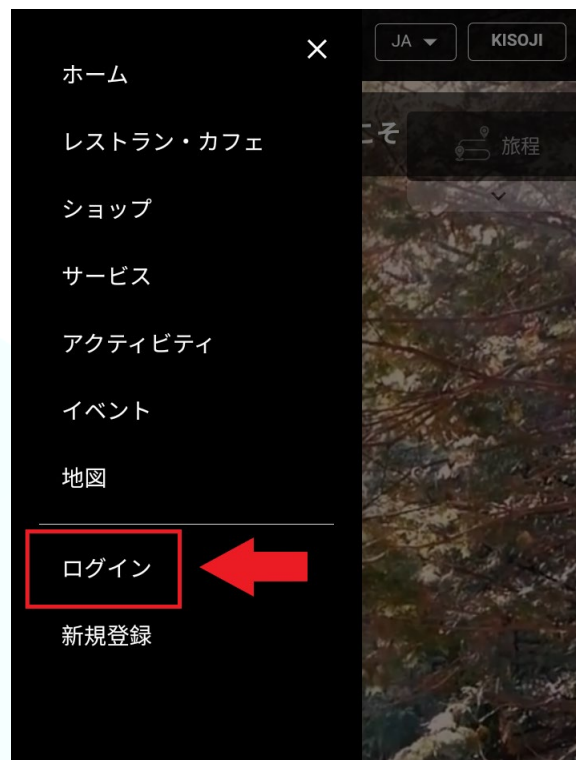 ホーム
レストラン・カフェ
ショップ
サービス
アクティビティ
イベント
地図
ログイン
新規登録
JA
KISOJI
こそ
旅程